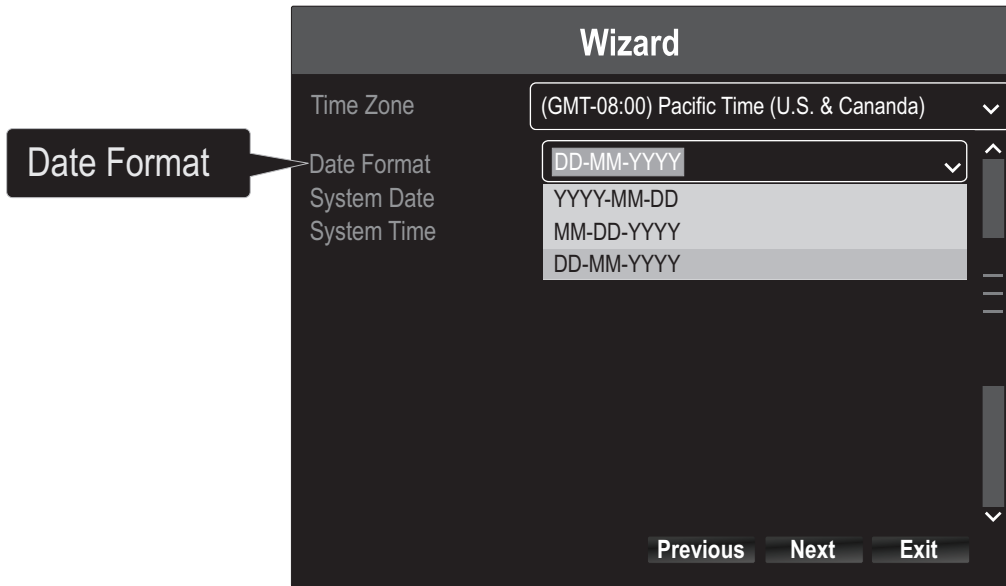 Wizard
Time Zone
(GMT-08:00) Pacific Time (U.S. & Cananda)
Date Format
Date Format
DD-MM-YYYY
System Date
YYYY-MM-DD
System Time
MM-DD-YYYY
DD-MM-YYYY
Previous Next Exit